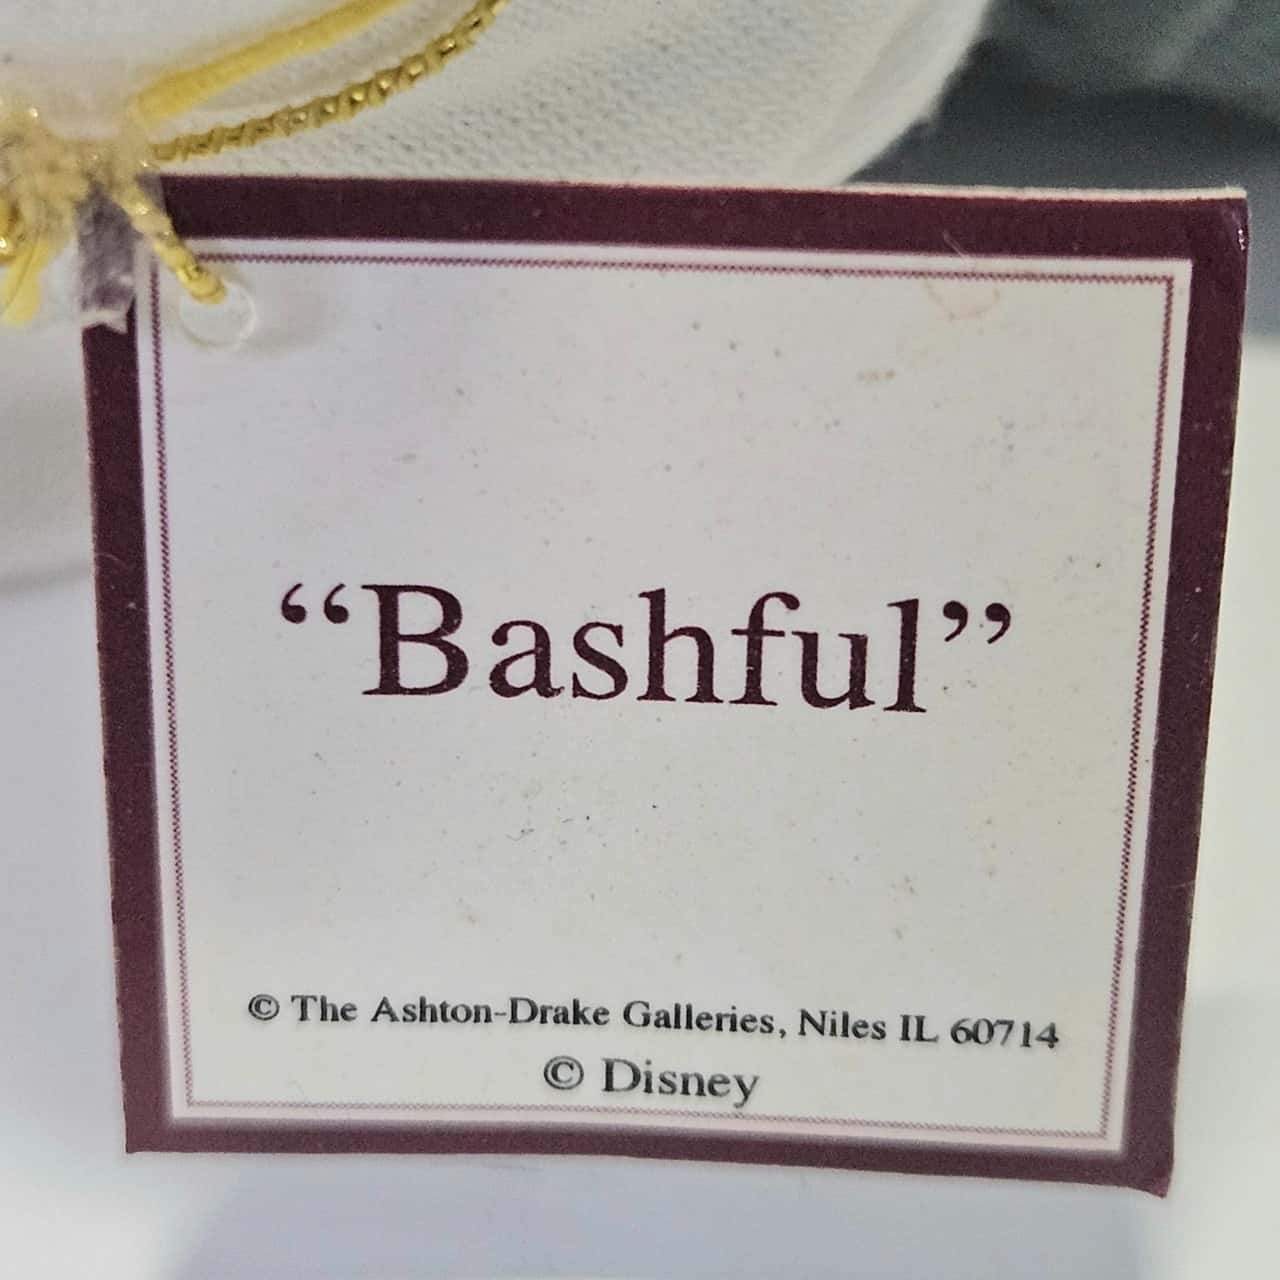 “Bashful”
© The Ashton-Drake Galleries, Niles IL 60714
© Disney